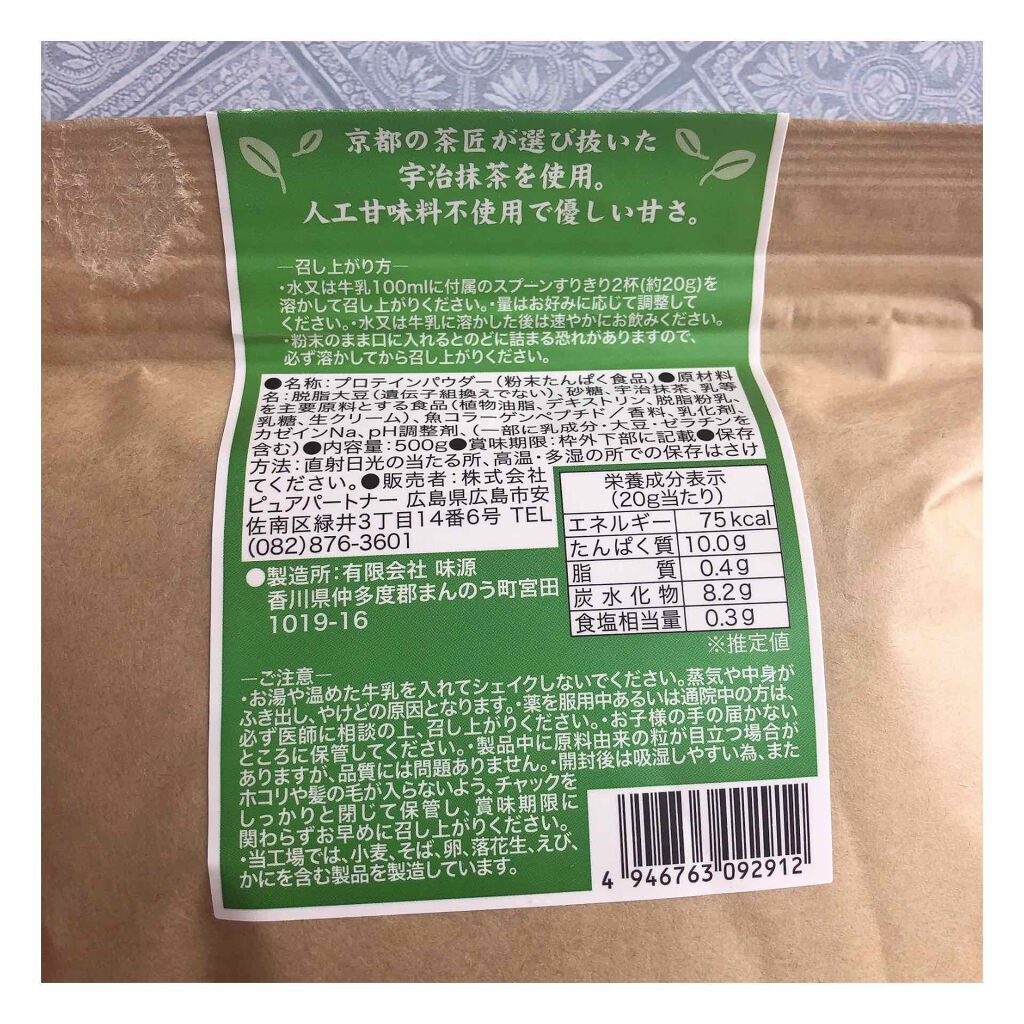 京都の茶匠が選び抜いた
宇治抹茶を使用。
人工甘味料不使用で優しい甘さ。
―召し上がり方―
・水又は牛乳100mlに付属のスプーンすりきり2杯(約20g)を
溶かして召し上がりください。・量はお好みに応じて調整して
ください。・水又は牛乳に溶かした後は速やかにお飲みください。
・粉末のまま口に入れるとのどに詰まる恐れがありますので、
必ず溶かしてから召し上がりください。
●名称:プロテインパウダー(粉末たんぱく食品)●原材料
名:脱脂大豆(遺伝子組換えでない)、砂糖、宇治抹茶、乳等
を主要原料とする食品(植物油脂、デキストリン、脱脂粉乳、
乳糖、生クリーム)、魚コラーゲンペプチド/香料、乳化剤、
カゼインNa、pH調整剤、(一部に乳成分・大豆・ゼラチンを
含む)●内容量:500g●賞味期限:枠外下部に記載●保存
方法:直射日光の当たる所、高温・多湿の所での保存はさけ
てください。●販売者:株式会社
ピュアパートナー 広島県広島市安
佐南区緑井3丁目14番6号 TEL
(082)876-3601
●製造所:有限会社 味源
香川県仲多度郡まんのう町宮田
1019-16
栄養成分表示
(20g当たり)
エネルギー 75kcal
たんぱく質 10.0g
脂質 0.4g
炭水化物 8.2g
食塩相当量 0.3g
※推定値
―ご注意―
・お湯や温めた牛乳を入れてシェイクしないでください。蒸気や中身が
ふき出し、やけどの原因となります。・薬を服用中あるいは通院中の方は、
必ず医師に相談の上、召し上がりください。・お子様の手の届かない
ところに保管してください。・製品中に原料由来の粒が目立つ場合が
ありますが、品質には問題ありません。・開封後は吸湿しやすい為、また
ホコリや髪の毛が入らないよう、チャックを
しっかりと閉じて保管し、賞味期限に
関わらずお早めに召し上がりください。
・当工場では、小麦、そば、卵、落花生、えび、
かにを含む製品を製造しています。
4 946763 092912